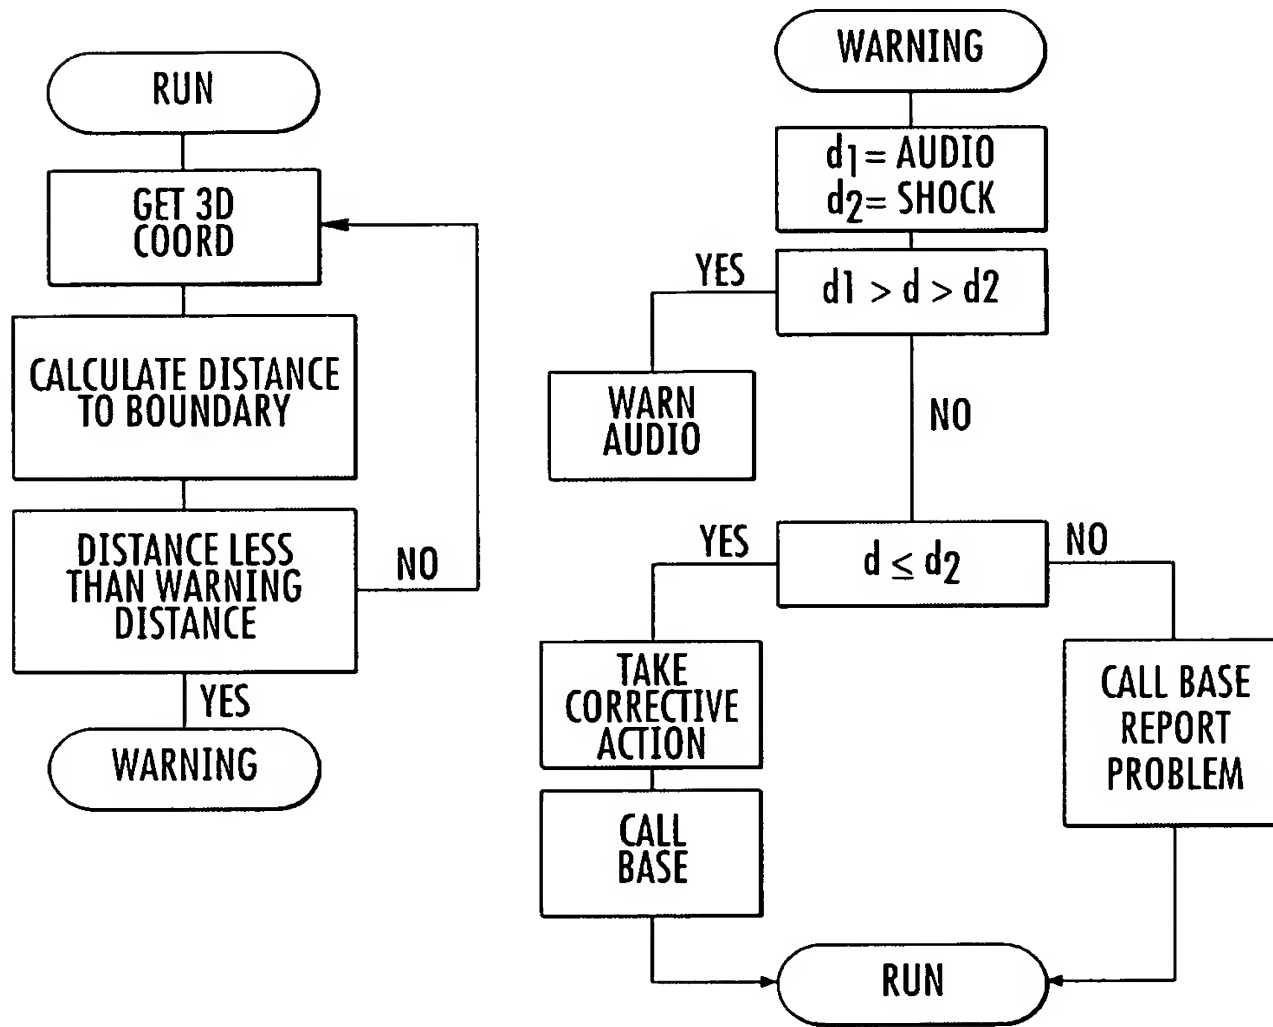 RUN
GET 3D
COORD
CALCULATE DISTANCE
TO BOUNDARY
DISTANCE LESS
THAN WARNING
DISTANCE
NO
YES
WARNING
WARNING
d1= AUDIO
d2= SHOCK
d1 > d > d2
YES
WARN
AUDIO
NO
d ≤ d2
YES
NO
TAKE
CORRECTIVE
ACTION
CALL
BASE
CALL BASE
REPORT
PROBLEM
RUN